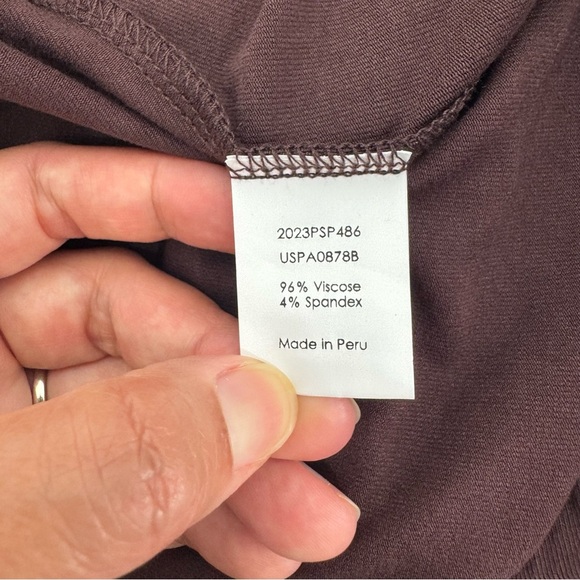 2023PSP486
USPA0878B
96% Viscose
4% Spandex
Made in Peru